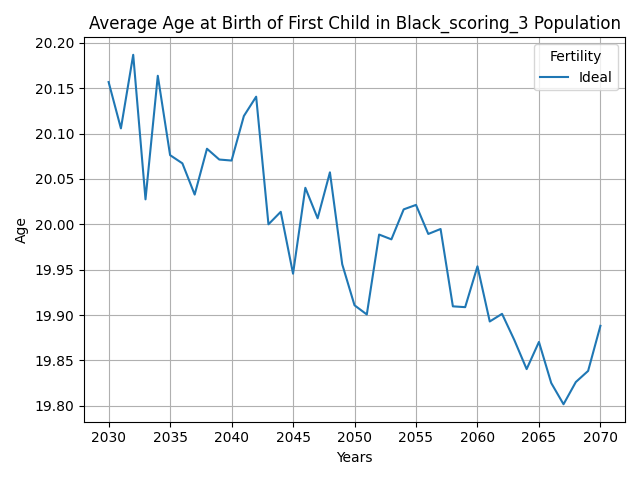 Average Age at Birth of First Child in Black_scoring_3 Population
Fertility
Ideal
20.20
20.15
20.10
20.05
20.00
19.95
19.90
19.85
19.80
Age
2030 2035 2040 2045 2050 2055 2060 2065 2070
Years